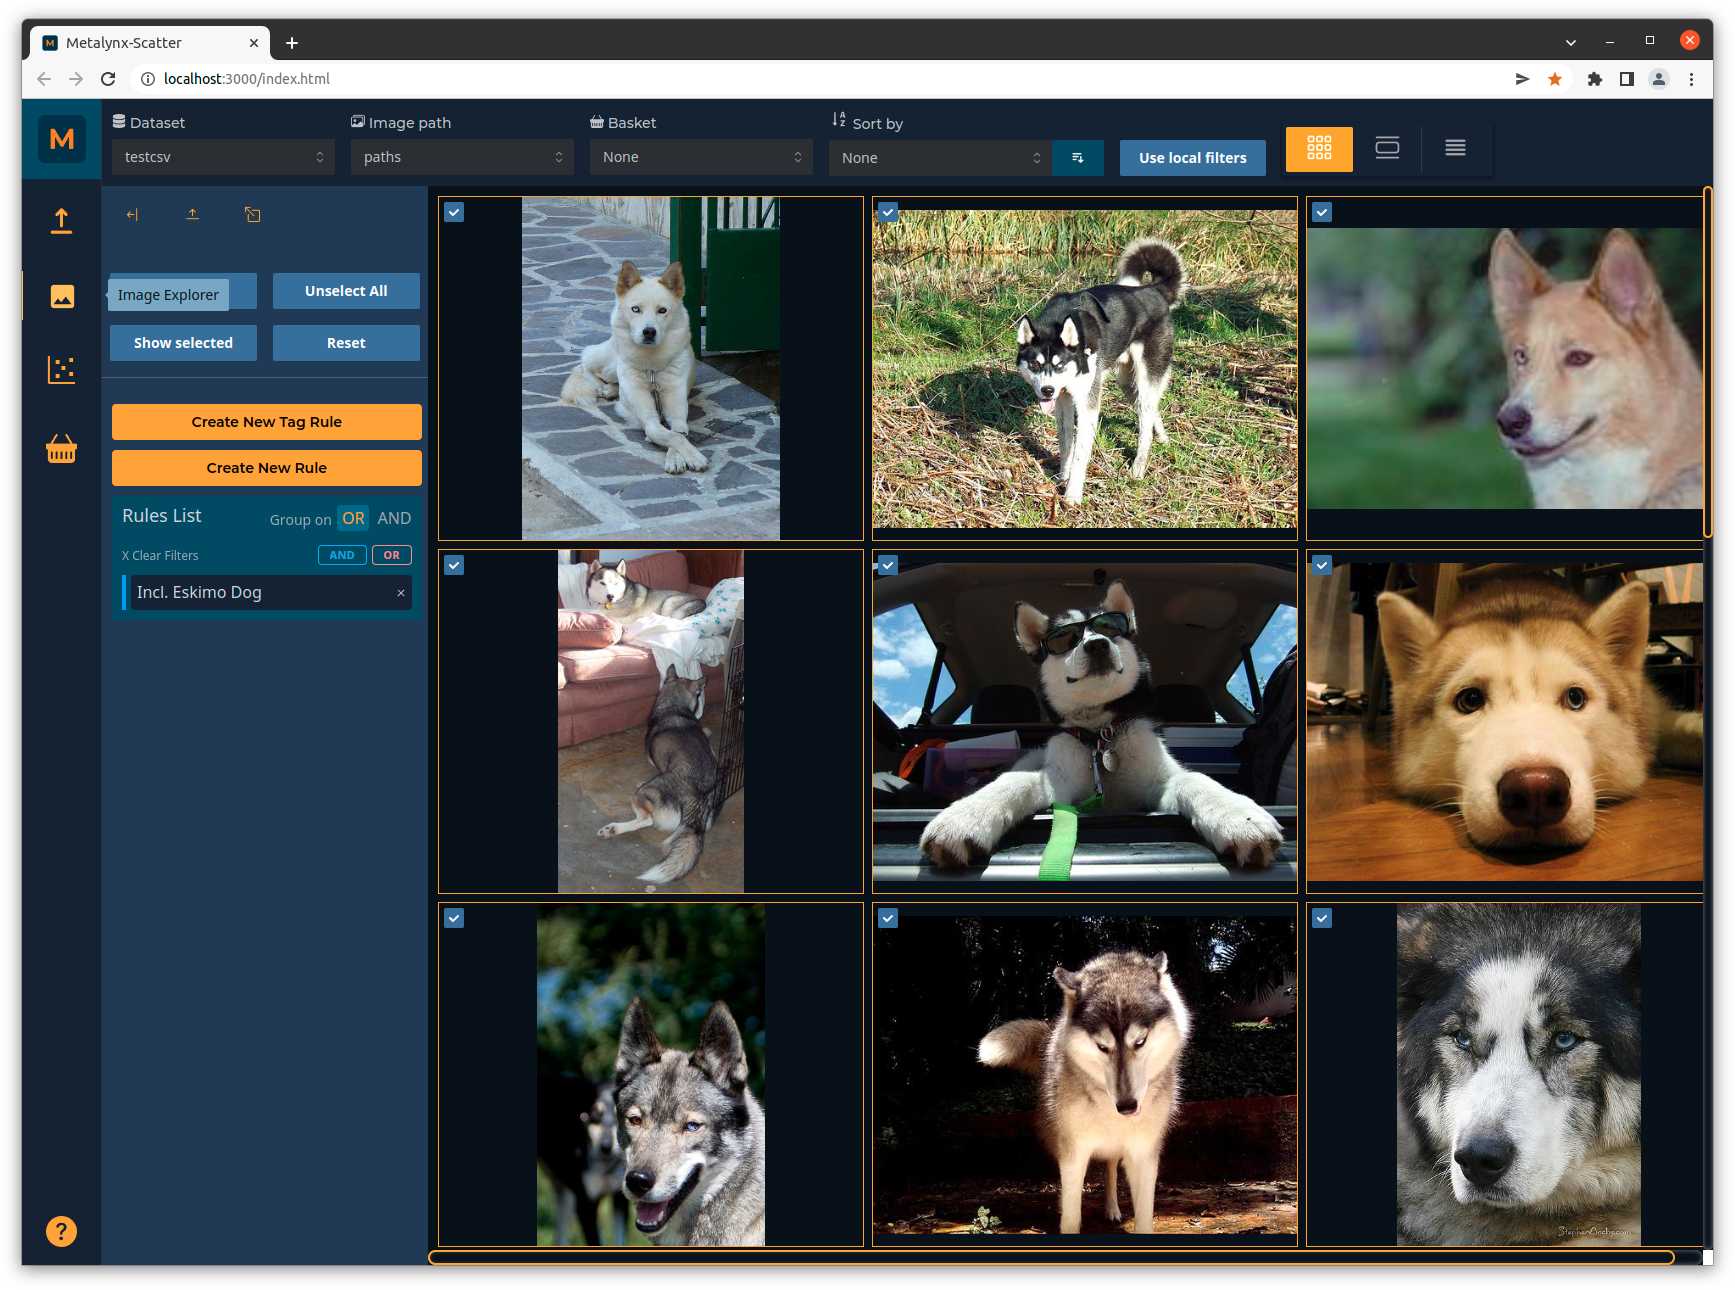 Metalynx-Scatter
localhost:3000/index.html
M
Dataset
Image path
Basket
Sort by
testcsv
paths
None
None
Use local filters
Image Explorer
Unselect All
Show selected
Reset
Create New Tag Rule
Create New Rule
Rules List
Group on OR AND
X Clear Filters
AND
OR
Incl. Eskimo Dog
?